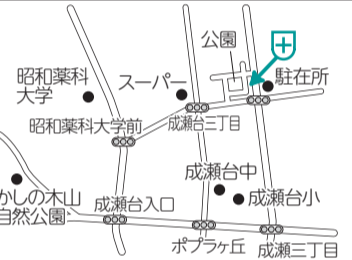 公園
昭和薬科
大学
スーパー
駐在所
昭和薬科大学前
成瀬台三丁目
成瀬台中
かしの木山
自然公園
成瀬台入口
成瀬台小
ポプラヶ丘
成瀬三丁目